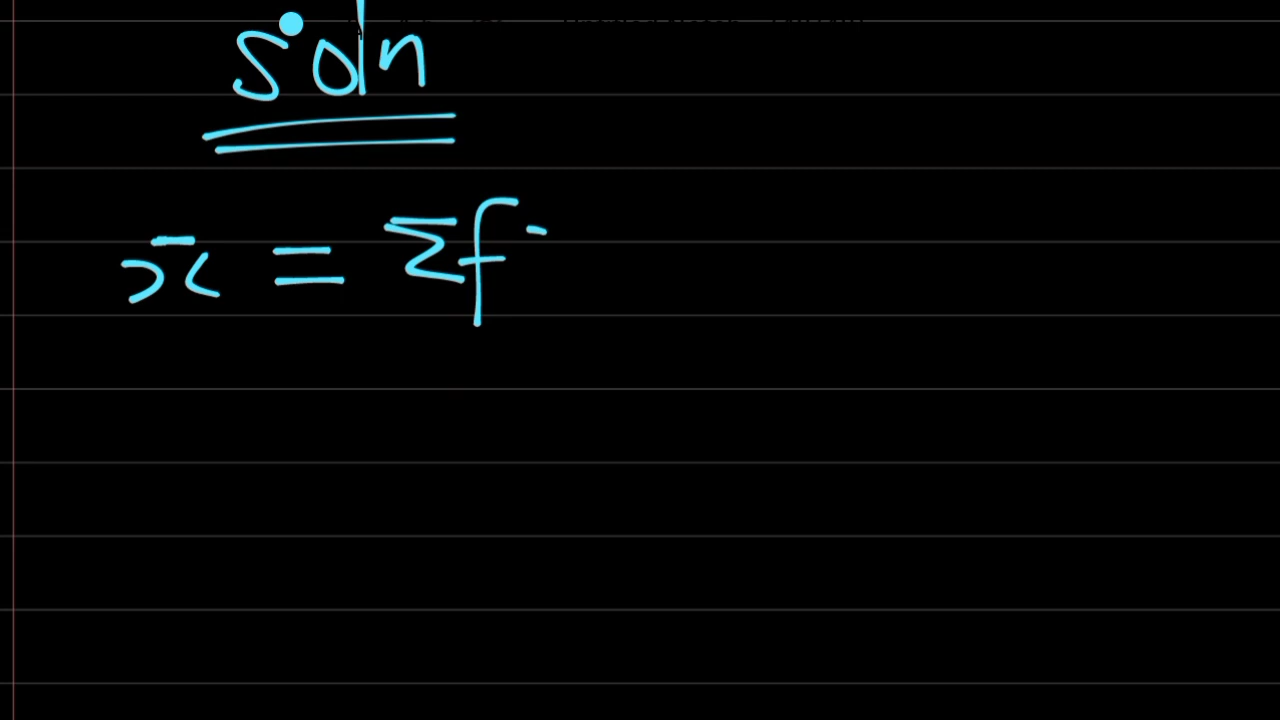 soln
x̄ = Σf